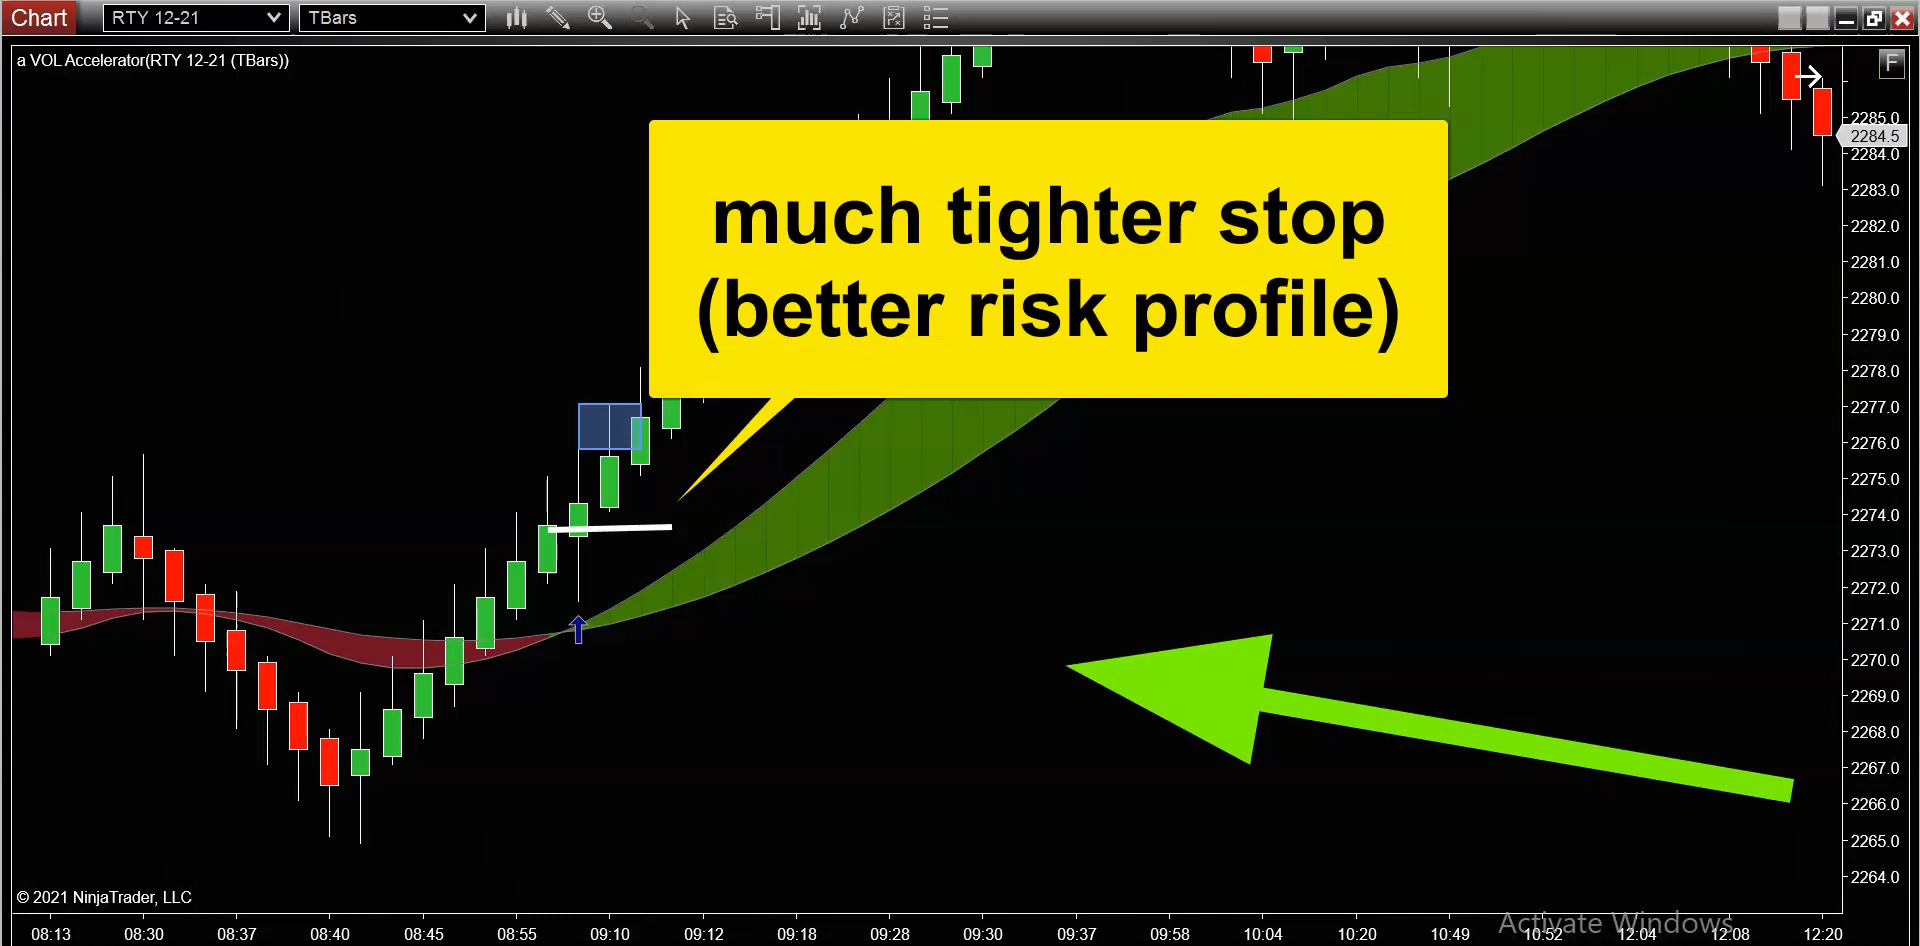 Chart
RTY 12-21
TBars
a VOL Accelerator(RTY 12-21 (TBars))
F
much tighter stop
(better risk profile)
2285.0
2284.5
2284.0
2283.0
2282.0
2281.0
2280.0
2279.0
2278.0
2277.0
2276.0
2275.0
2274.0
2273.0
2272.0
2271.0
2270.0
2269.0
2268.0
2267.0
2266.0
2265.0
2264.0
© 2021 NinjaTrader, LLC
Activate Windows
08:13 08:30 08:37 08:40 08:45 08:55 09:10 09:12 09:18 09:28 09:30 09:37 09:58 10:04 10:20 10:49 10:52 12:04 12:08 12:20